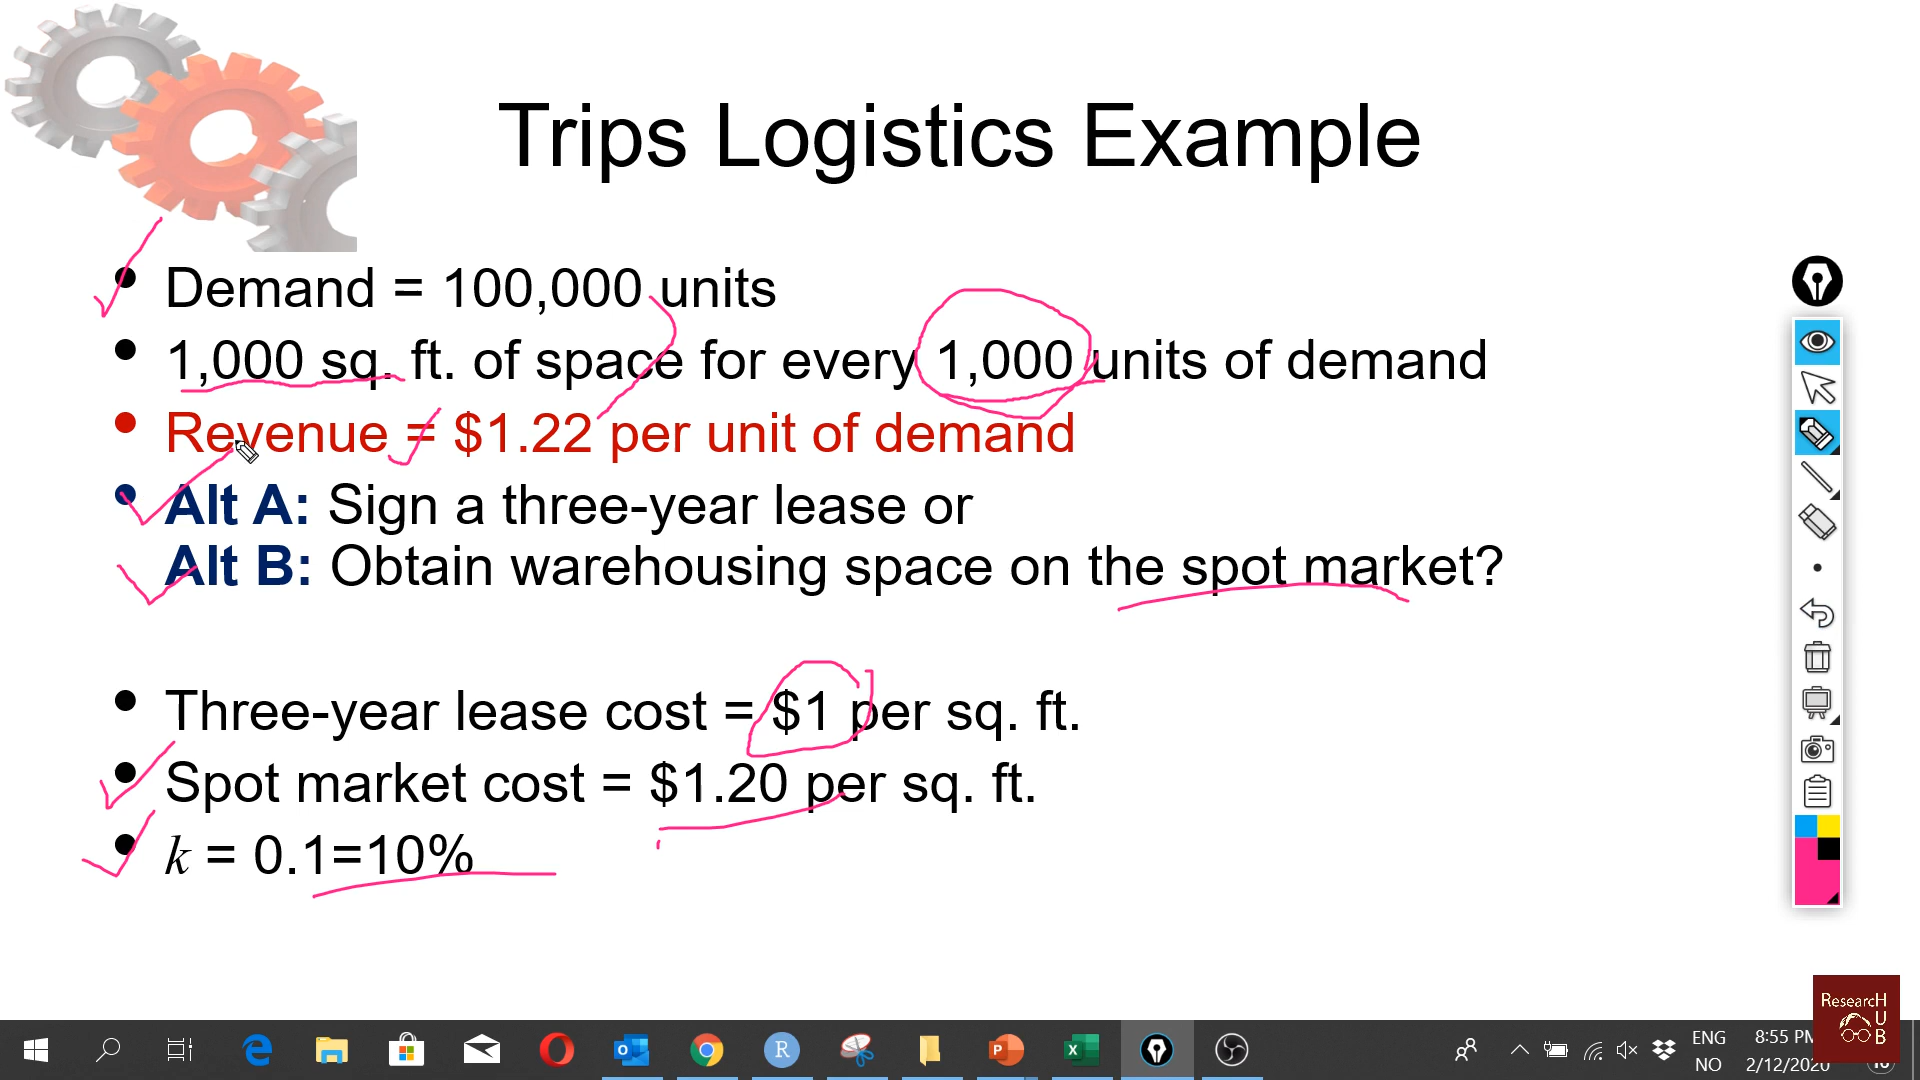 Trips Logistics Example
• Demand = 100,000 units
• 1,000 sq. ft. of space for every 1,000 units of demand
• Revenue = $1.22 per unit of demand
• Alt A: Sign a three-year lease or
Alt B: Obtain warehousing space on the spot market?
• Three-year lease cost = $1 per sq. ft.
• Spot market cost = $1.20 per sq. ft.
• k = 0.1=10%
ResearcH
U
B
ENG
NO
8:55 PM
2/12/2020